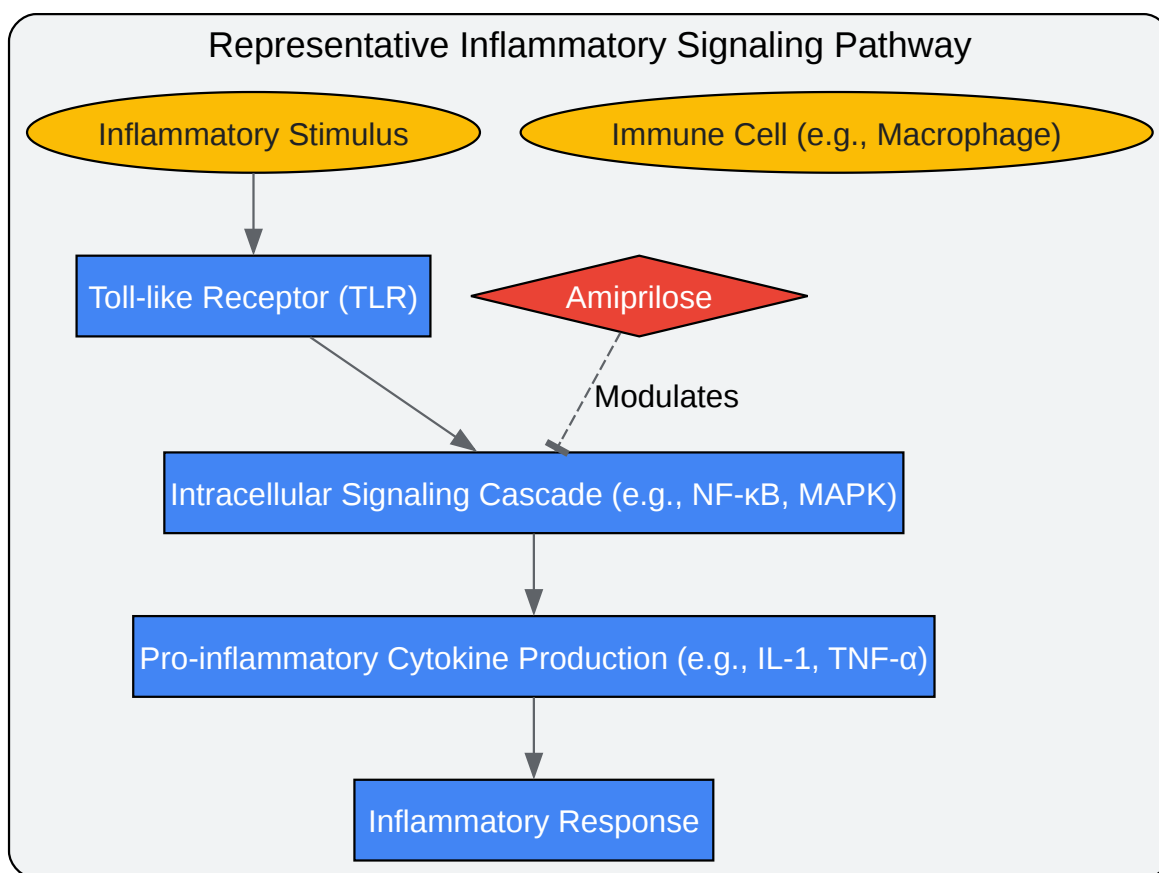 Representative Inflammatory Signaling Pathway
Inflammatory Stimulus
Immune Cell (e.g., Macrophage)
Toll-like Receptor (TLR)
Amiprilose
Modulates
Intracellular Signaling Cascade (e.g., NF-κB, MAPK)
Pro-inflammatory Cytokine Production (e.g., IL-1, TNF-α)
Inflammatory Response